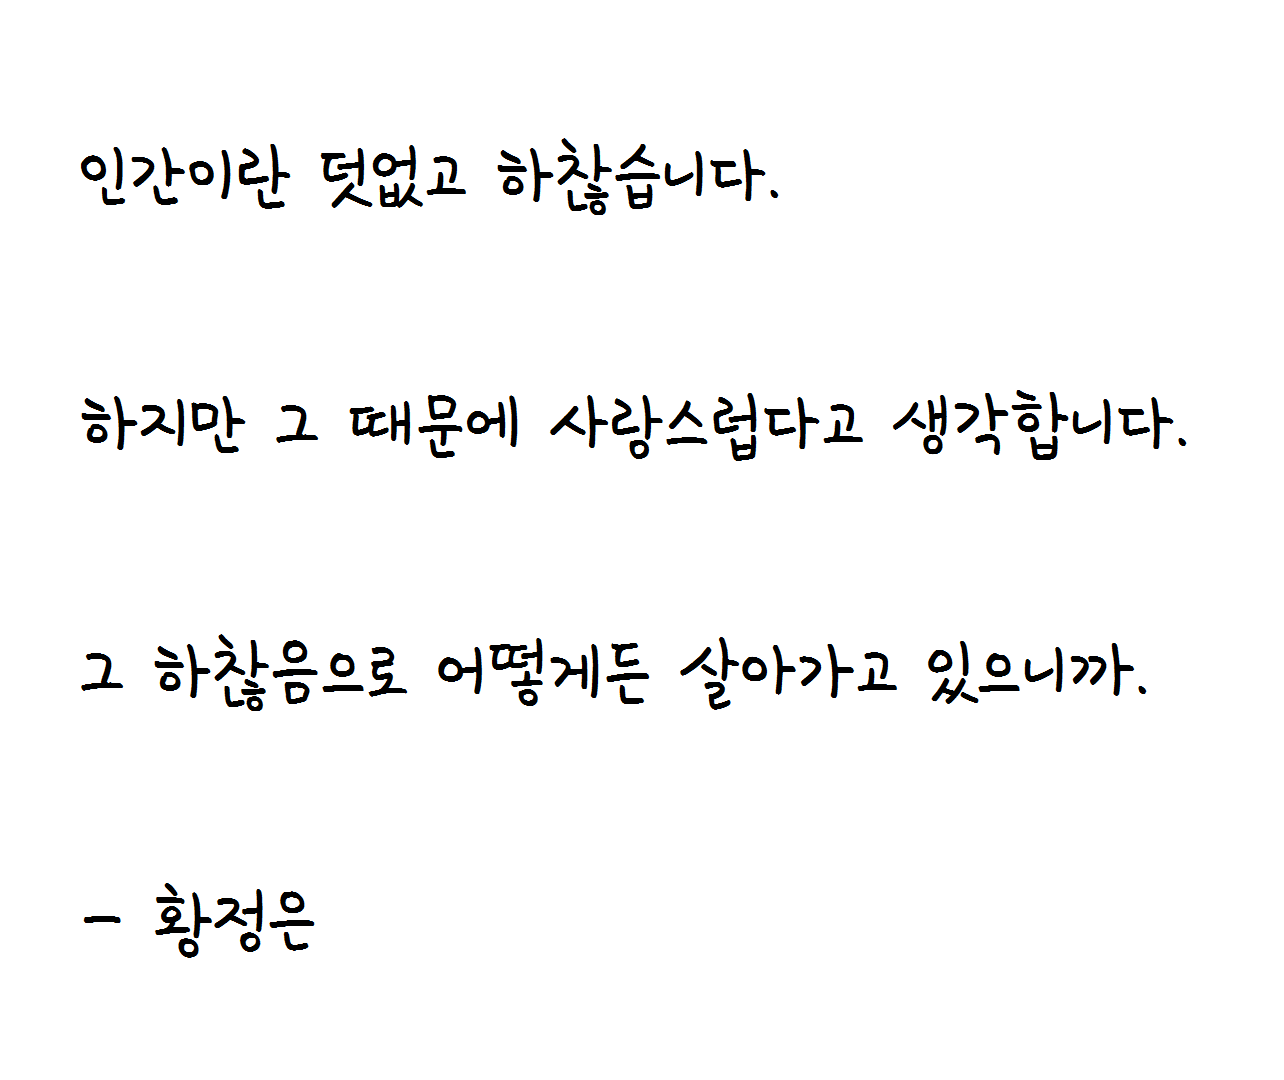 인간이란 덧없고 하찮습니다.
하지만 그 때문에 사랑스럽다고 생각합니다.
그 하찮음으로 어떻게든 살아가고 있으니까.
- 황정은